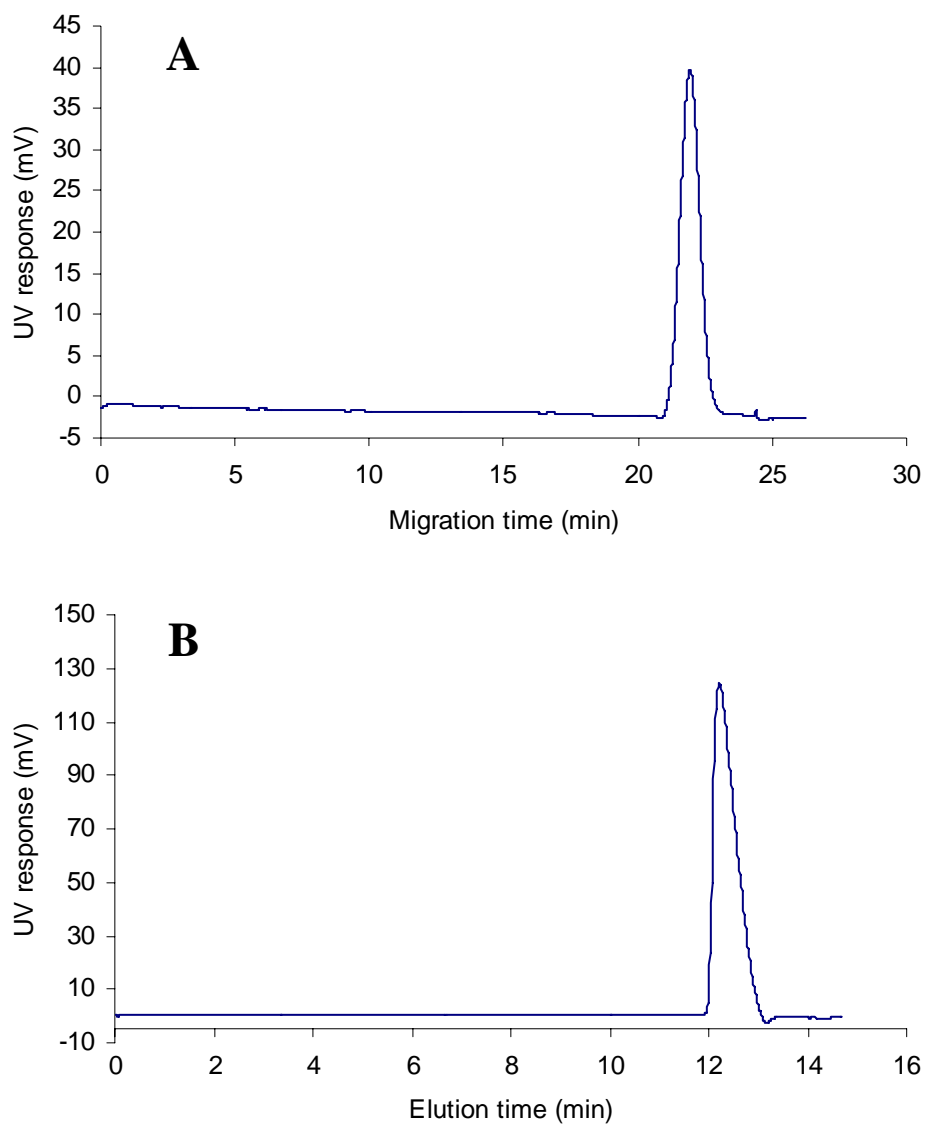 A
45
40
35
30
25
20
15
10
5
0
-5
UV response (mV)
0 5 10 15 20 25 30
Migration time (min)
B
150
130
110
90
70
50
30
10
-10
UV response (mV)
0 2 4 6 8 10 12 14 16
Elution time (min)